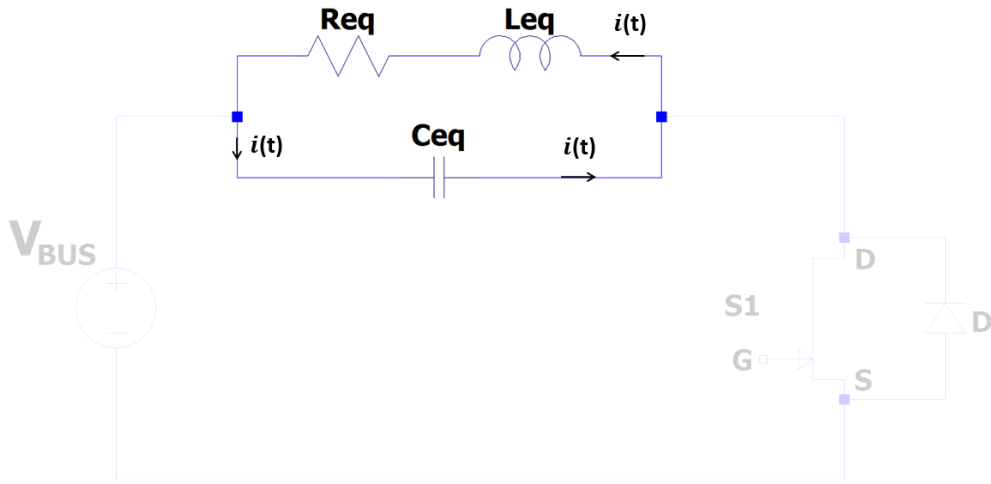 Req
Leq
i(t)
i(t)
Ceq
i(t)
VBUS
S1
D
G
S
D